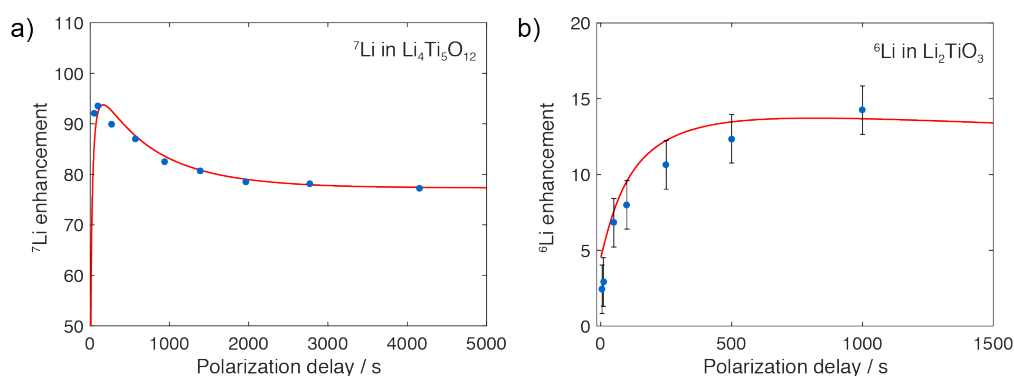 a)
⁷Li in Li₄Ti₅O₁₂
⁷Li enhancement
110
100
90
80
70
60
50
0 1000 2000 3000 4000 5000
Polarization delay / s
b)
⁶Li in Li₂TiO₃
⁶Li enhancement
20
15
10
5
0
0 500 1000 1500
Polarization delay / s